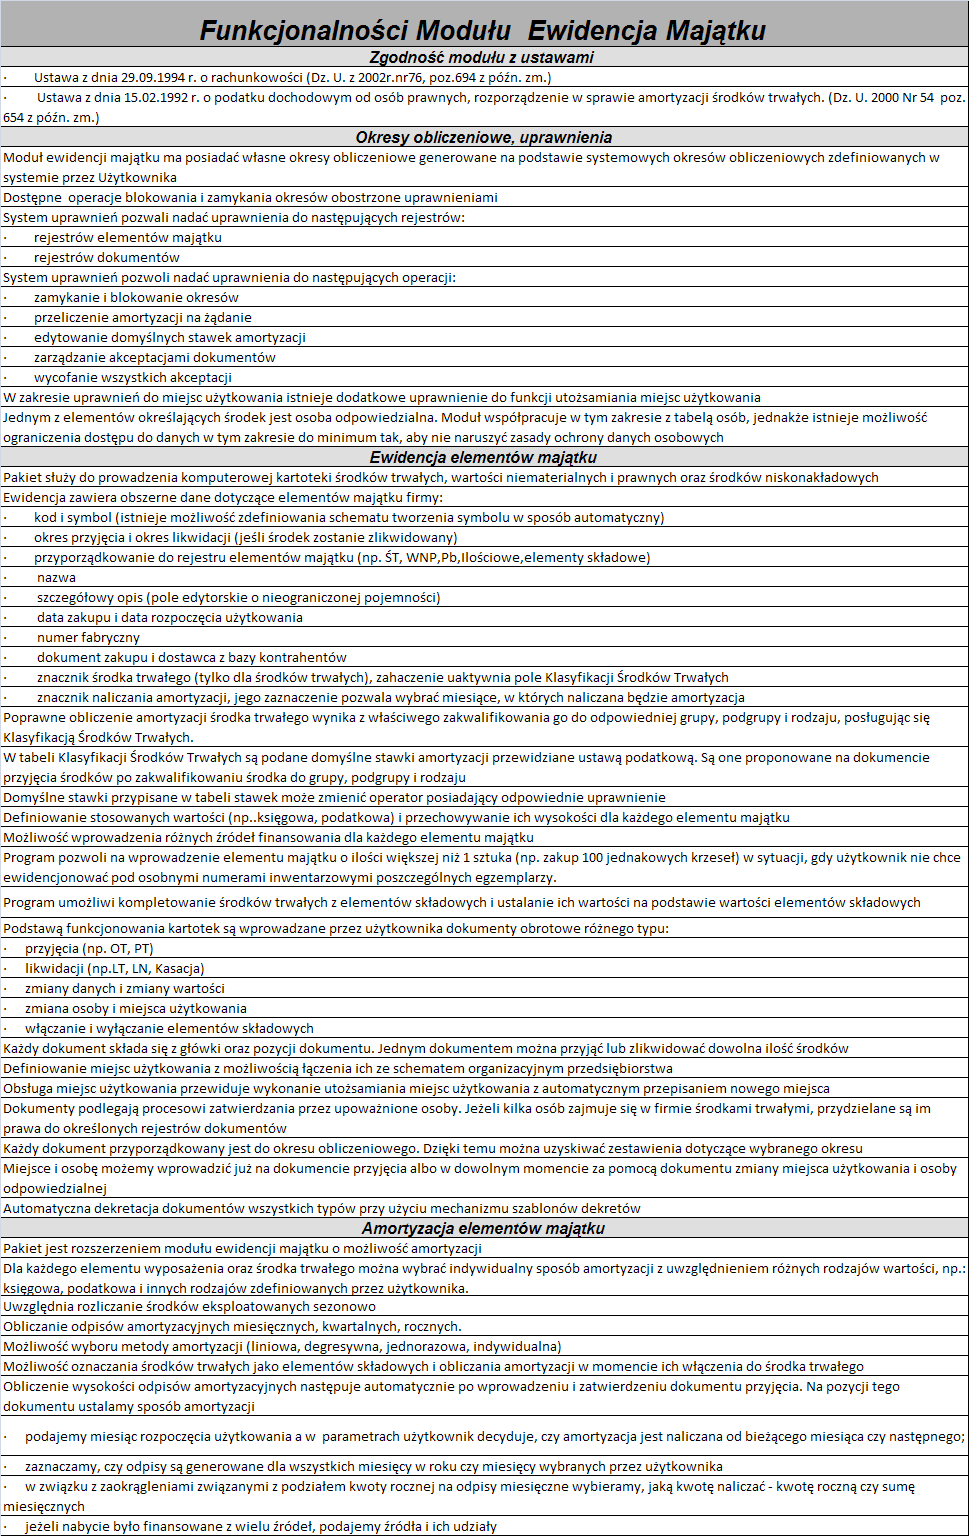 Funkcjonalności Modułu  Ewidencja Majątku
Zgodność modułu z ustawami
· Ustawa z dnia 29.09.1994 r. o rachunkowości (Dz. U. z 2002r.nr76, poz.694 z późn. zm.)
· Ustawa z dnia 15.02.1992 r. o podatku dochodowym od osób prawnych, rozporządzenie w sprawie amortyzacji środków trwałych. (Dz. U. 2000 Nr 54  poz.
654 z późn. zm.)
Okresy obliczeniowe, uprawnienia
Moduł ewidencji majątku ma posiadać własne okresy obliczeniowe generowane na podstawie systemowych okresów obliczeniowych zdefiniowanych w
systemie przez Użytkownika
Dostępne  operacje blokowania i zamykania okresów obostrzone uprawnieniami
System uprawnień pozwali nadać uprawnienia do następujących rejestrów:
· rejestrów elementów majątku
· rejestrów dokumentów
System uprawnień pozwoli nadać uprawnienia do następujących operacji:
· zamykanie i blokowanie okresów
· przeliczenie amortyzacji na żądanie
· edytowanie domyślnych stawek amortyzacji
· zarządzanie akceptacjami dokumentów
· wycofanie wszystkich akceptacji
W zakresie uprawnień do miejsc użytkowania istnieje dodatkowe uprawnienie do funkcji utożsamiania miejsc użytkowania
Jednym z elementów określających środek jest osoba odpowiedzialna. Moduł współpracuje w tym zakresie z tabelą osób, jednakże istnieje możliwość
ograniczenia dostępu do danych w tym zakresie do minimum tak, aby nie naruszyć zasady ochrony danych osobowych
Ewidencja elementów majątku
Pakiet służy do prowadzenia komputerowej kartoteki środków trwałych, wartości niematerialnych i prawnych oraz środków niskonakładowych
Ewidencja zawiera obszerne dane dotyczące elementów majątku firmy:
· kod i symbol (istnieje możliwość zdefiniowania schematu tworzenia symbolu w sposób automatyczny)
· okres przyjęcia i okres likwidacji (jeśli środek zostanie zlikwidowany)
· przyporządkowanie do rejestru elementów majątku (np. ŚT, WNP,Pb,Ilościowe,elementy składowe)
· nazwa
· szczegółowy opis (pole edytorskie o nieograniczonej pojemności)
· data zakupu i data rozpoczęcia użytkowania
· numer fabryczny
· dokument zakupu i dostawca z bazy kontrahentów
· znacznik środka trwałego (tylko dla środków trwałych), zahaczenie uaktywnia pole Klasyfikacji Środków Trwałych
· znacznik naliczania amortyzacji, jego zaznaczenie pozwala wybrać miesiące, w których naliczana będzie amortyzacja
Poprawne obliczenie amortyzacji środka trwałego wynika z właściwego zakwalifikowania go do odpowiedniej grupy, podgrupy i rodzaju, posługując się
Klasyfikacją Środków Trwałych.
W tabeli Klasyfikacji Środków Trwałych są podane domyślne stawki amortyzacji przewidziane ustawą podatkową. Są one proponowane na dokumencie
przyjęcia środków po zakwalifikowaniu środka do grupy, podgrupy i rodzaju
Domyślne stawki przypisane w tabeli stawek może zmienić operator posiadający odpowiednie uprawnienie
Definiowanie stosowanych wartości (np..księgowa, podatkowa) i przechowywanie ich wysokości dla każdego elementu majątku
Możliwość wprowadzenia różnych źródeł finansowania dla każdego elementu majątku
Program pozwoli na wprowadzenie elementu majątku o ilości większej niż 1 sztuka (np. zakup 100 jednakowych krzeseł) w sytuacji, gdy użytkownik nie chce
ewidencjonować pod osobnymi numerami inwentarzowymi poszczególnych egzemplarzy.
Program umożliwi kompletowanie środków trwałych z elementów składowych i ustalanie ich wartości na podstawie wartości elementów składowych
Podstawą funkcjonowania kartotek są wprowadzane przez użytkownika dokumenty obrotowe różnego typu:
· przyjęcia (np. OT, PT)
· likwidacji (np.LT, LN, Kasacja)
· zmiany danych i zmiany wartości
· zmiana osoby i miejsca użytkowania
· włączanie i wyłączanie elementów składowych
Każdy dokument składa się z główki oraz pozycji dokumentu. Jednym dokumentem można przyjąć lub zlikwidować dowolna ilość środków
Definiowanie miejsc użytkowania z możliwością łączenia ich ze schematem organizacyjnym przedsiębiorstwa
Obsługa miejsc użytkowania przewiduje wykonanie utożsamiania miejsc użytkowania z automatycznym przepisaniem nowego miejsca
Dokumenty podlegają procesowi zatwierdzania przez upoważnione osoby. Jeżeli kilka osób zajmuje się w firmie środkami trwałymi, przydzielane są im
prawa do określonych rejestrów dokumentów
Każdy dokument przyporządkowany jest do okresu obliczeniowego. Dzięki temu można uzyskiwać zestawienia dotyczące wybranego okresu
Miejsce i osobę możemy wprowadzić już na dokumencie przyjęcia albo w dowolnym momencie za pomocą dokumentu zmiany miejsca użytkowania i osoby
odpowiedzialnej
Automatyczna dekretacja dokumentów wszystkich typów przy użyciu mechanizmu szablonów dekretów
Amortyzacja elementów majątku
Pakiet jest rozszerzeniem modułu ewidencji majątku o możliwość amortyzacji
Dla każdego elementu wyposażenia oraz środka trwałego można wybrać indywidualny sposób amortyzacji z uwzględnieniem różnych rodzajów wartości, np.:
księgowa, podatkowa i innych rodzajów zdefiniowanych przez użytkownika.
Uwzględnia rozliczanie środków eksploatowanych sezonowo
Obliczanie odpisów amortyzacyjnych miesięcznych, kwartalnych, rocznych.
Możliwość wyboru metody amortyzacji (liniowa, degresywna, jednorazowa, indywidualna)
Możliwość oznaczania środków trwałych jako elementów składowych i obliczania amortyzacji w momencie ich włączenia do środka trwałego
Obliczenie wysokości odpisów amortyzacyjnych następuje automatycznie po wprowadzeniu i zatwierdzeniu dokumentu przyjęcia. Na pozycji tego
dokumentu ustalamy sposób amortyzacji
· podajemy miesiąc rozpoczęcia użytkowania a w  parametrach użytkownik decyduje, czy amortyzacja jest naliczana od bieżącego miesiąca czy następnego;
· zaznaczamy, czy odpisy są generowane dla wszystkich miesięcy w roku czy miesięcy wybranych przez użytkownika
· w związku z zaokrągleniami związanymi z podziałem kwoty rocznej na odpisy miesięczne wybieramy, jaką kwotę naliczać - kwotę roczną czy sumę
miesięcznych
· jeżeli nabycie było finansowane z wielu źródeł, podajemy źródła i ich udziały